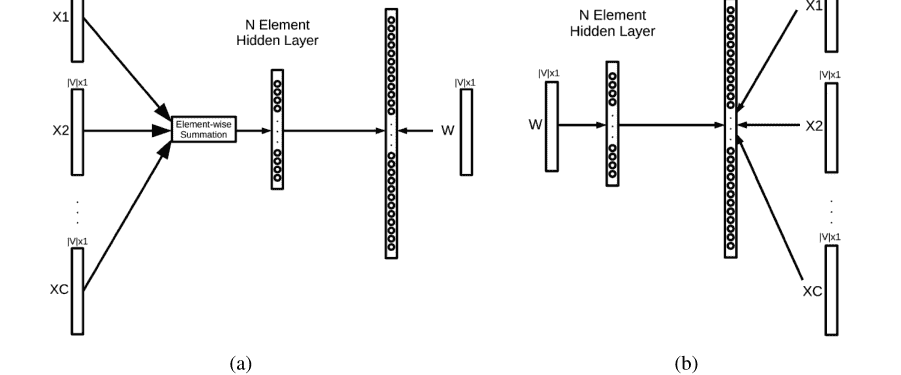 X1
N Element
Hidden Layer
|V|x1
X2
Element-wise
Summation
|V|x1
W
|V|x1
XC
(a)
N Element
Hidden Layer
X1
|V|x1
W
|V|x1
X2
|V|x1
XC
(b)